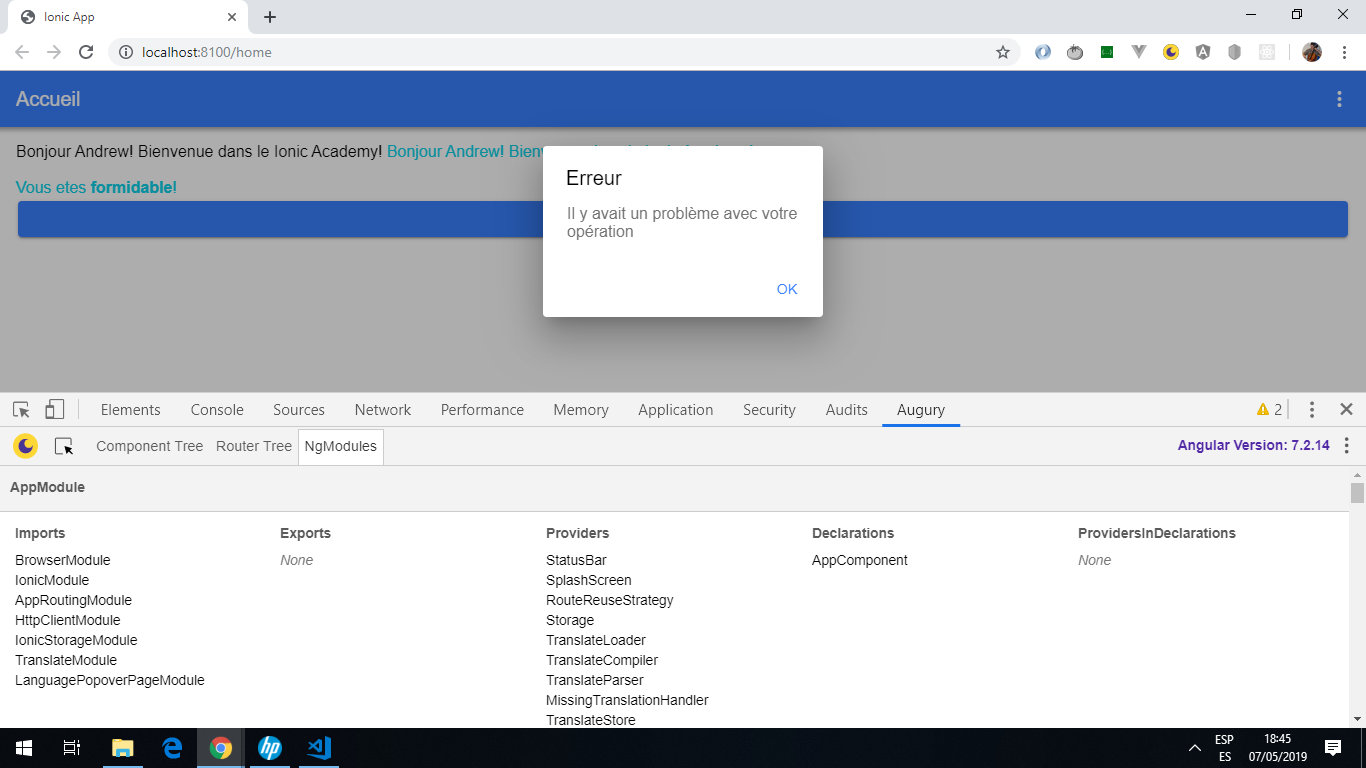 Ionic App
localhost:8100/home
Accueil
Bonjour Andrew! Bienvenue dans le Ionic Academy! Bonjour Andrew! Bien
Vous etes formidable!
Erreur
Il y avait un problème avec votre
opération
OK
Elements Console Sources Network Performance Memory Application Security Audits Augury 2
Component Tree Router Tree NgModules Angular Version: 7.2.14
AppModule
Imports Exports Providers Declarations ProvidersInDeclarations
BrowserModule None StatusBar AppComponent None
IonicModule SplashScreen
AppRoutingModule RouteReuseStrategy
HttpClientModule Storage
IonicStorageModule TranslateLoader
TranslateModule TranslateCompiler
LanguagePopoverPageModule TranslateParser
MissingTranslationHandler
TranslateStore
hp
ESP 18:45
ES 07/05/2019